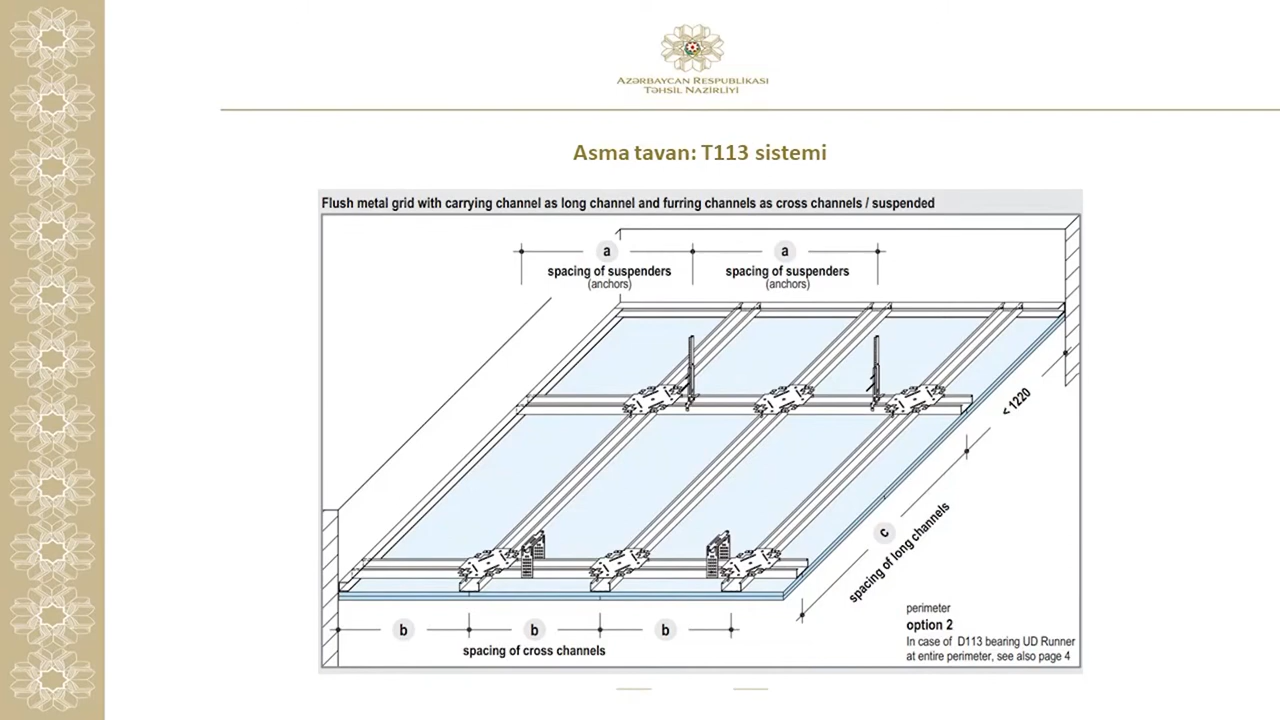 AZƏRBAYCAN RESPUBLİKASI
TƏHSİL NAZİRLİYİ
Asma tavan: T113 sistemi
Flush metal grid with carrying channel as long channel and furring channels as cross channels / suspended
a
a
spacing of suspenders
(anchors)
spacing of suspenders
(anchors)
< 1220
c
spacing of long channels
b
b
b
spacing of cross channels
perimeter
option 2
In case of D113 bearing UD Runner
at entire perimeter, see also page 4